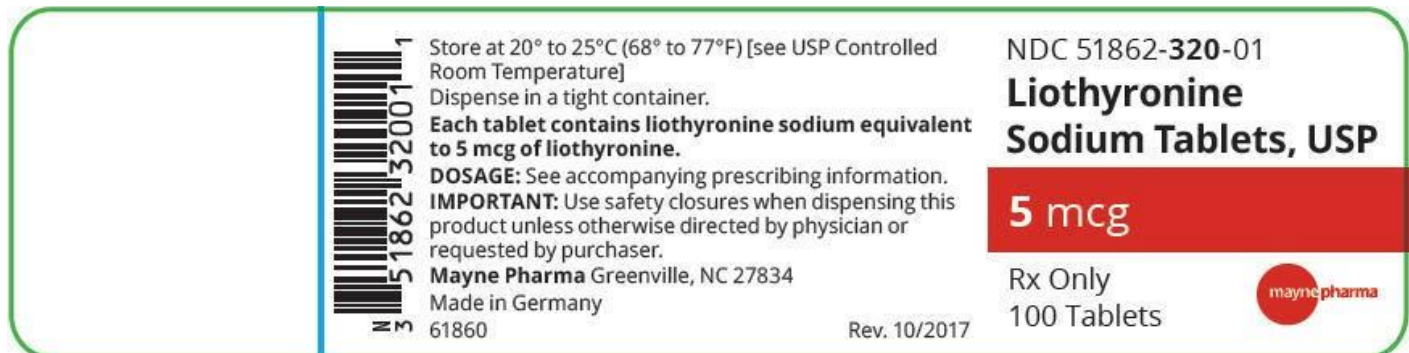 N
3 51862 32001 1
Store at 20° to 25°C (68° to 77°F) [see USP Controlled
Room Temperature]
Dispense in a tight container.
Each tablet contains liothyronine sodium equivalent
to 5 mcg of liothyronine.
DOSAGE: See accompanying prescribing information.
IMPORTANT: Use safety closures when dispensing this
product unless otherwise directed by physician or
requested by purchaser.
Mayne Pharma Greenville, NC 27834
Made in Germany
61860 Rev. 10/2017
NDC 51862-320-01
Liothyronine
Sodium Tablets, USP
5 mcg
Rx Only
100 Tablets
maynepharma